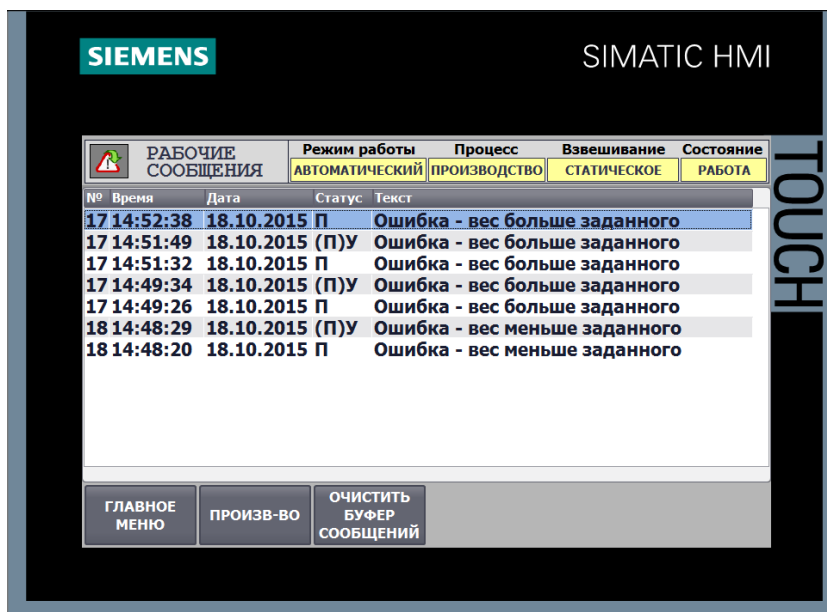 SIEMENS
SIMATIC HMI
TOUCH
РАБОЧИЕ
СООБЩЕНИЯ
Режим работы Процесс Взвешивание Состояние
АВТОМАТИЧЕСКИЙ ПРОИЗВОДСТВО СТАТИЧЕСКОЕ РАБОТА
№ Время Дата Статус Текст
17 14:52:38 18.10.2015 П Ошибка - вес больше заданного
17 14:51:49 18.10.2015 (П)У Ошибка - вес больше заданного
17 14:51:32 18.10.2015 П Ошибка - вес больше заданного
17 14:49:34 18.10.2015 (П)У Ошибка - вес больше заданного
17 14:49:26 18.10.2015 П Ошибка - вес больше заданного
18 14:48:29 18.10.2015 (П)У Ошибка - вес меньше заданного
18 14:48:20 18.10.2015 П Ошибка - вес меньше заданного
ГЛАВНОЕ
МЕНЮ
ПРОИЗВ-ВО
ОЧИСТИТЬ
БУФЕР
СООБЩЕНИЙ